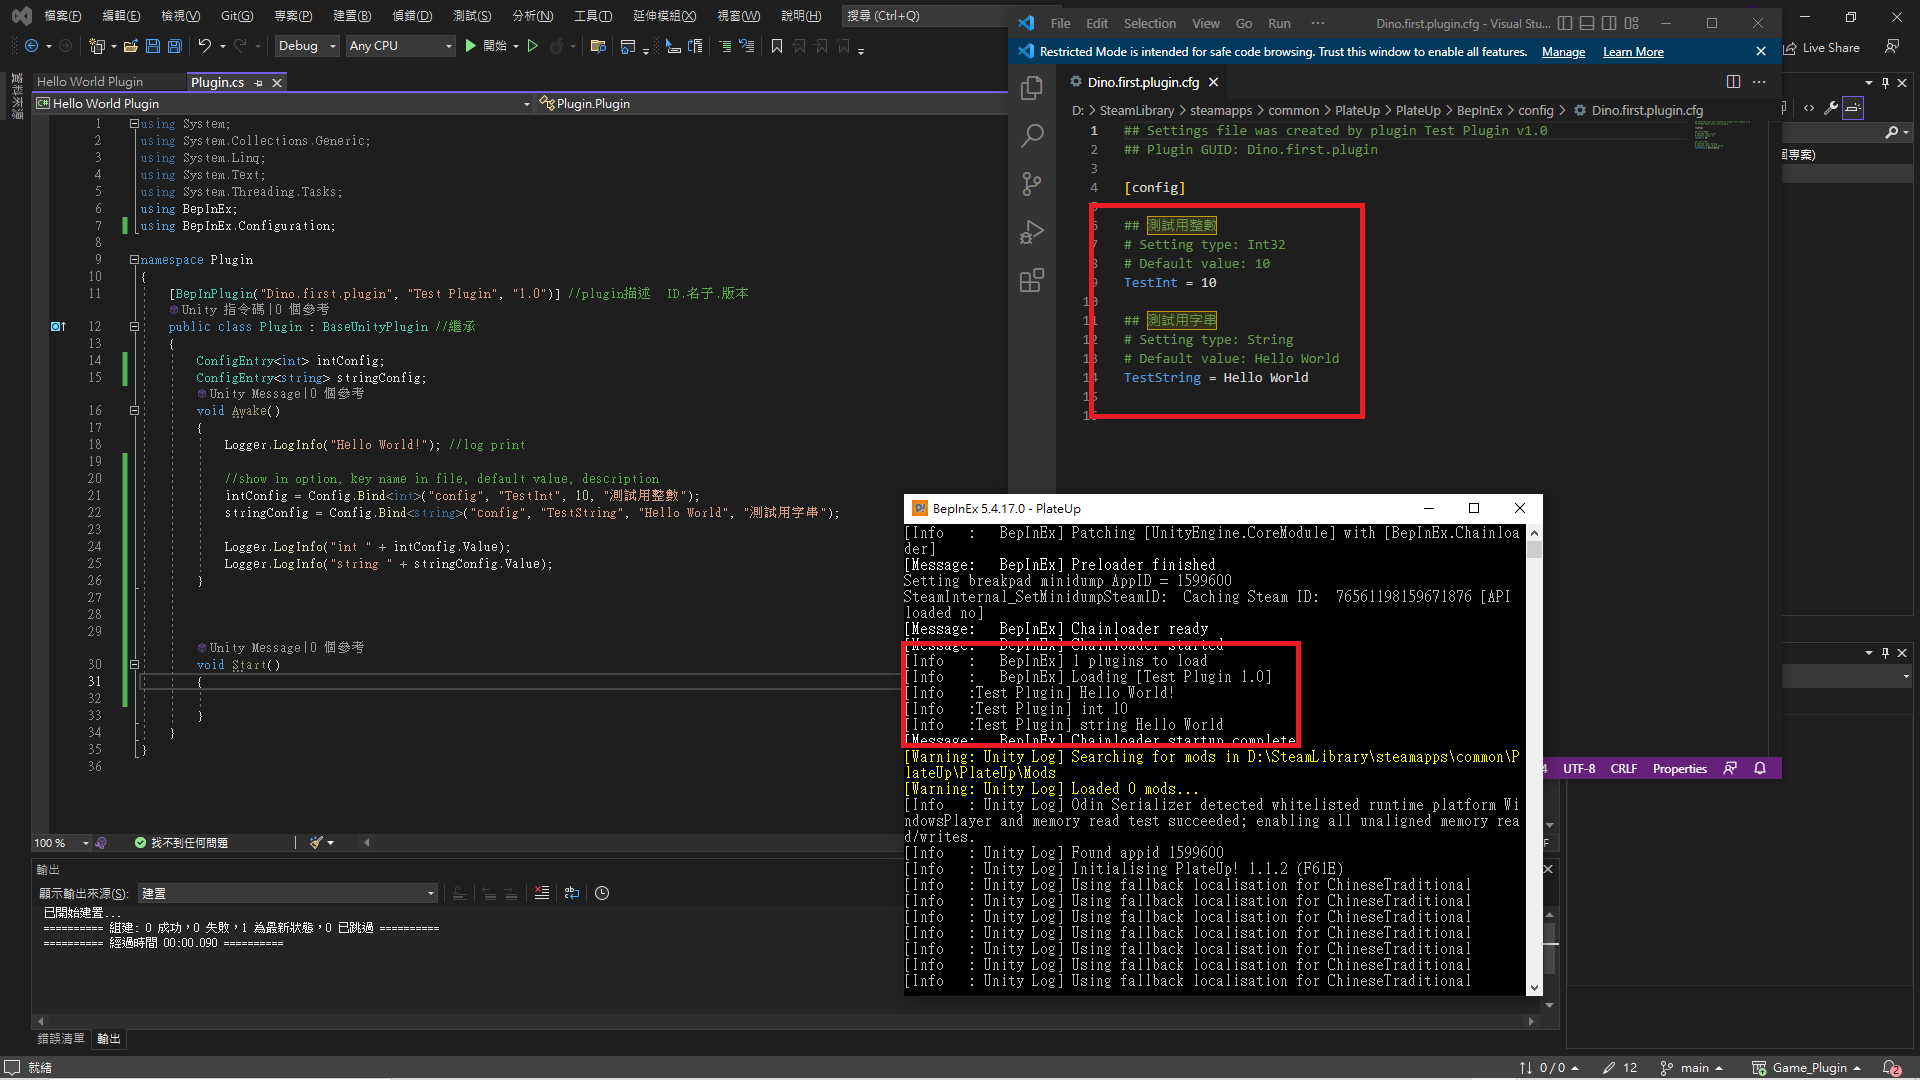 檔案(F) 編輯(E) 檢視(V) Git(G) 專案(P) 建置(B) 偵錯(D) 測試(S) 分析(N) 工具(T) 延伸模組(X) 視窗(W) 說明(H) 搜尋 (Ctrl+Q)
Debug Any CPU 開始 Live Share
Hello World Plugin Plugin.cs
Hello World Plugin Plugin.Plugin
1 using System;
2 using System.Collections.Generic;
3 using System.Linq;
4 using System.Text;
5 using System.Threading.Tasks;
6 using BepInEx;
7 using BepInEx.Configuration;
8
9 namespace Plugin
10 {
11 [BepInPlugin("Dino.first.plugin", "Test Plugin", "1.0")] //plugin描述 ID.名子.版本
Unity 指令碼|0 個參考
12 public class Plugin : BaseUnityPlugin //繼承
13 {
14 ConfigEntry<int> intConfig;
15 ConfigEntry<string> stringConfig;
Unity Message|0 個參考
16 void Awake()
17 {
18 Logger.LogInfo("Hello World!"); //log print
19
20 //show in option, key name in file, default value, description
21 intConfig = Config.Bind<int>("config", "TestInt", 10, "測試用整數");
22 stringConfig = Config.Bind<string>("config", "TestString", "Hello World", "測試用字串");
23
24 Logger.LogInfo("int " + intConfig.Value);
25 Logger.LogInfo("string " + stringConfig.Value);
26 }
27
28
29
Unity Message|0 個參考
30 void Start()
31 {
32
33 }
34 }
35 }
36
100 % 找不到任何問題
輸出
顯示輸出來源(S): 建置
已開始建置...
========== 組建: 0 成功，0 失敗，1 為最新狀態，0 已跳過 ==========
========== 經過時間 00:00.090 ==========
錯誤清單 輸出
就緒 0 / 0 12 main Game_Plugin 2
File Edit Selection View Go Run ··· Dino.first.plugin.cfg - Visual Stu...
Restricted Mode is intended for safe code browsing. Trust this window to enable all features. Manage Learn More
Dino.first.plugin.cfg
D: > SteamLibrary > steamapps > common > PlateUp > PlateUp > BepInEx > config > Dino.first.plugin.cfg
1 ## Settings file was created by plugin Test Plugin v1.0
2 ## Plugin GUID: Dino.first.plugin
3
4 [config]
6 ## 測試用整數
7 # Setting type: Int32
8 # Default value: 10
9 TestInt = 10
10
11 ## 測試用字串
12 # Setting type: String
13 # Default value: Hello World
14 TestString = Hello World
15
UTF-8 CRLF Properties
BepInEx 5.4.17.0 - PlateUp
[Info : BepInEx] Patching [UnityEngine.CoreModule] with [BepInEx.Chainloa
der]
[Message: BepInEx] Preloader finished
Setting breakpad minidump AppID = 1599600
SteamInternal_SetMinidumpSteamID: Caching Steam ID: 76561198159671876 [API
loaded no]
[Message: BepInEx] Chainloader ready
[Message: BepInEx] Chainloader started
[Info : BepInEx] 1 plugins to load
[Info : BepInEx] Loading [Test Plugin 1.0]
[Info :Test Plugin] Hello World!
[Info :Test Plugin] int 10
[Info :Test Plugin] string Hello World
[Message: BepInEx] Chainloader startup complete
[Warning: Unity Log] Searching for mods in D:\SteamLibrary\steamapps\common\P
lateUp\PlateUp\Mods
[Warning: Unity Log] Loaded 0 mods...
[Info : Unity Log] Odin Serializer detected whitelisted runtime platform Wi
ndowsPlayer and memory read test succeeded; enabling all unaligned memory rea
d/writes.
[Info : Unity Log] Found appid 1599600
[Info : Unity Log] Initialising PlateUp! 1.1.2 (F61E)
[Info : Unity Log] Using fallback localisation for ChineseTraditional
[Info : Unity Log] Using fallback localisation for ChineseTraditional
[Info : Unity Log] Using fallback localisation for ChineseTraditional
[Info : Unity Log] Using fallback localisation for ChineseTraditional
[Info : Unity Log] Using fallback localisation for ChineseTraditional
[Info : Unity Log] Using fallback localisation for ChineseTraditional
[Info : Unity Log] Using fallback localisation for ChineseTraditional